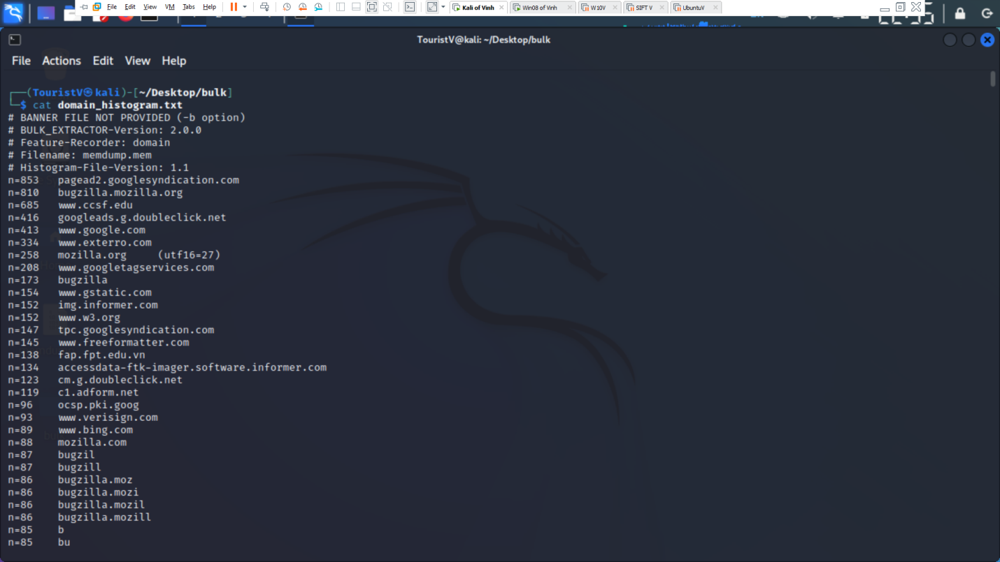 File Edit View VM Tabs Help Kali of Vinh Win08 of Vinh W10V SIFT V UbuntuV
TouristV@kali: ~/Desktop/bulk
File Actions Edit View Help
┌──(TouristV㉿kali)-[~/Desktop/bulk]
└─$ cat domain_histogram.txt
# BANNER FILE NOT PROVIDED (-b option)
# BULK_EXTRACTOR-Version: 2.0.0
# Feature-Recorder: domain
# Filename: memdump.mem
# Histogram-File-Version: 1.1
n=853 pagead2.googlesyndication.com
n=810 bugzilla.mozilla.org
n=685 www.ccsf.edu
n=416 googleads.g.doubleclick.net
n=413 www.google.com
n=334 www.exterro.com
n=258 mozilla.org (utf16=27)
n=208 www.googletagservices.com
n=173 bugzilla
n=154 www.gstatic.com
n=152 img.informer.com
n=152 www.w3.org
n=147 tpc.googlesyndication.com
n=145 www.freeformatter.com
n=138 fap.fpt.edu.vn
n=134 accessdata-ftk-imager.software.informer.com
n=123 cm.g.doubleclick.net
n=119 c1.adform.net
n=96 ocsp.pki.goog
n=93 www.verisign.com
n=89 www.bing.com
n=88 mozilla.com
n=87 bugzil
n=87 bugzill
n=86 bugzilla.moz
n=86 bugzilla.mozi
n=86 bugzilla.mozil
n=86 bugzilla.mozill
n=85 b
n=85 bu